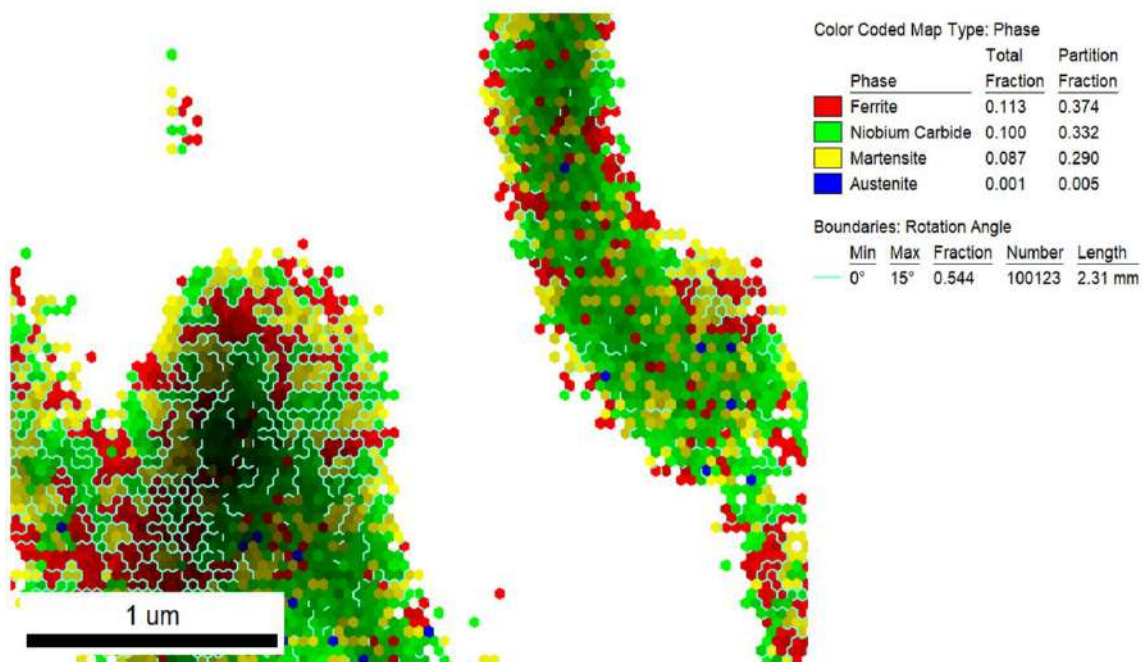 Color Coded Map Type: Phase
Total Partition
Phase Fraction Fraction
Ferrite 0.113 0.374
Niobium Carbide 0.100 0.332
Martensite 0.087 0.290
Austenite 0.001 0.005
Boundaries: Rotation Angle
Min Max Fraction Number Length
0° 15° 0.544 100123 2.31 mm
1 um